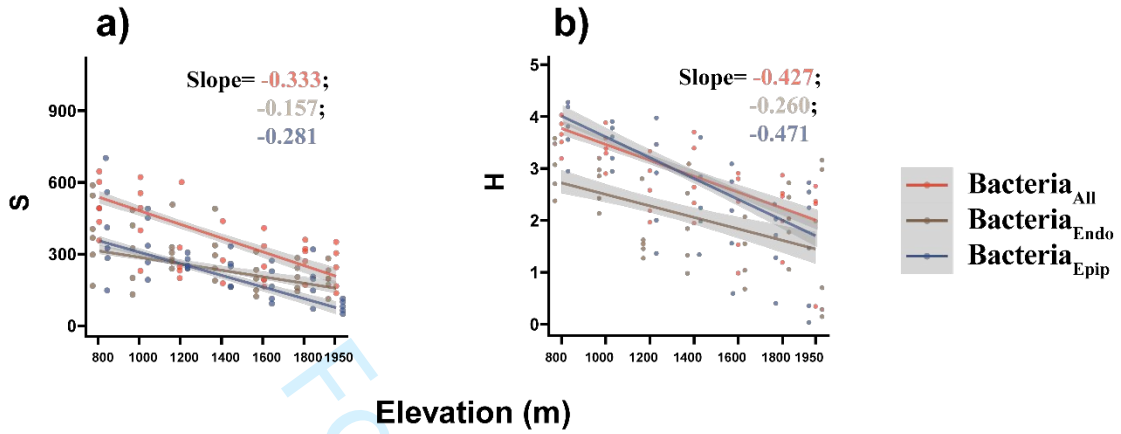 a)
Slope= -0.333;
-0.157;
-0.281
900
600
300
0
S
800 1000 1200 1400 1600 1800 1950
b)
Slope= -0.427;
-0.260;
-0.471
5
4
3
2
1
0
H
800 1000 1200 1400 1600 1800 1950
Elevation (m)
BacteriaAll
BacteriaEndo
BacteriaEpip